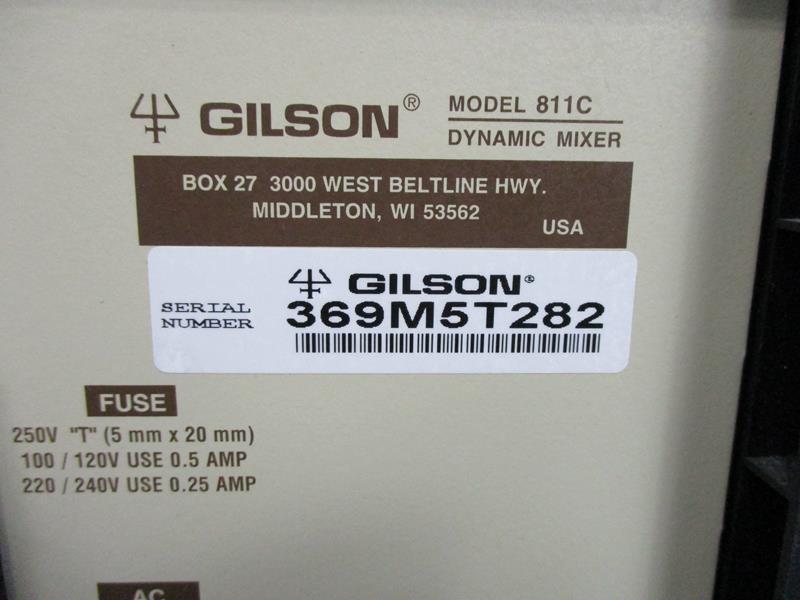 GILSON® MODEL 811C
DYNAMIC MIXER
BOX 27 3000 WEST BELTLINE HWY.
MIDDLETON, WI 53562
USA
GILSON®
SERIAL NUMBER
369M5T282
FUSE
250V "T" (5 mm x 20 mm)
100 / 120V USE 0.5 AMP
220 / 240V USE 0.25 AMP
AC